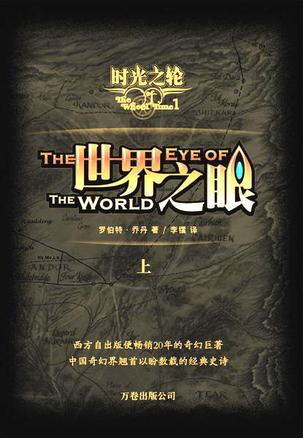 时光之轮
The Wheel of Time 1
THE 世界之眼 EYE OF
THE WORLD
罗伯特·乔丹 著 / 李镭 译
上
西方自出版便畅销20年的奇幻巨著
中国奇幻界翘首以盼数载的经典史诗
万卷出版公司
KANDOR
ANDOR